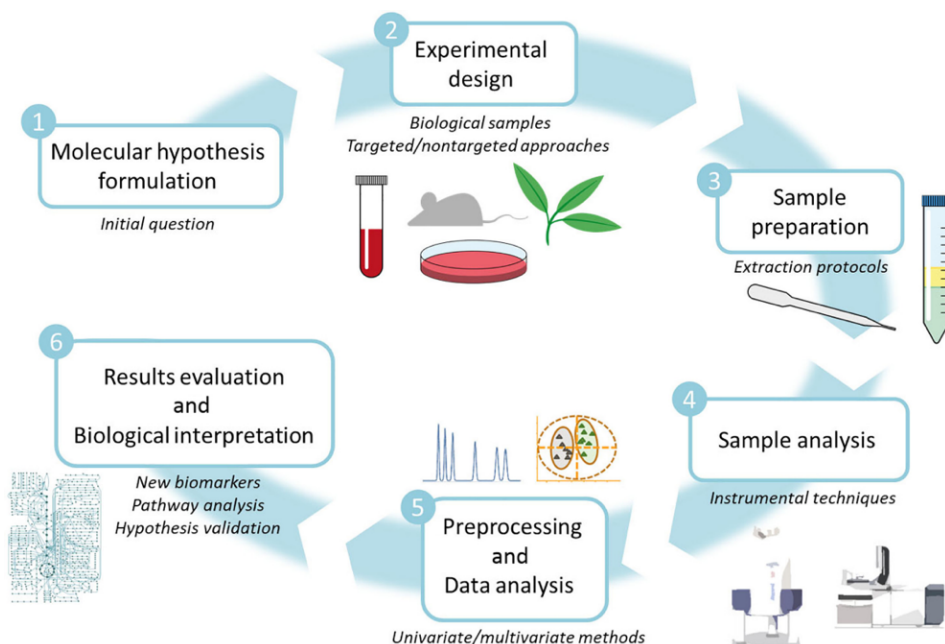 1
Molecular hypothesis
formulation
Initial question
2
Experimental
design
Biological samples
Targeted/nontargeted approaches
3
Sample
preparation
Extraction protocols
4
Sample analysis
Instrumental techniques
5
Preprocessing
and
Data analysis
Univariate/multivariate methods
6
Results evaluation
and
Biological interpretation
New biomarkers
Pathway analysis
Hypothesis validation